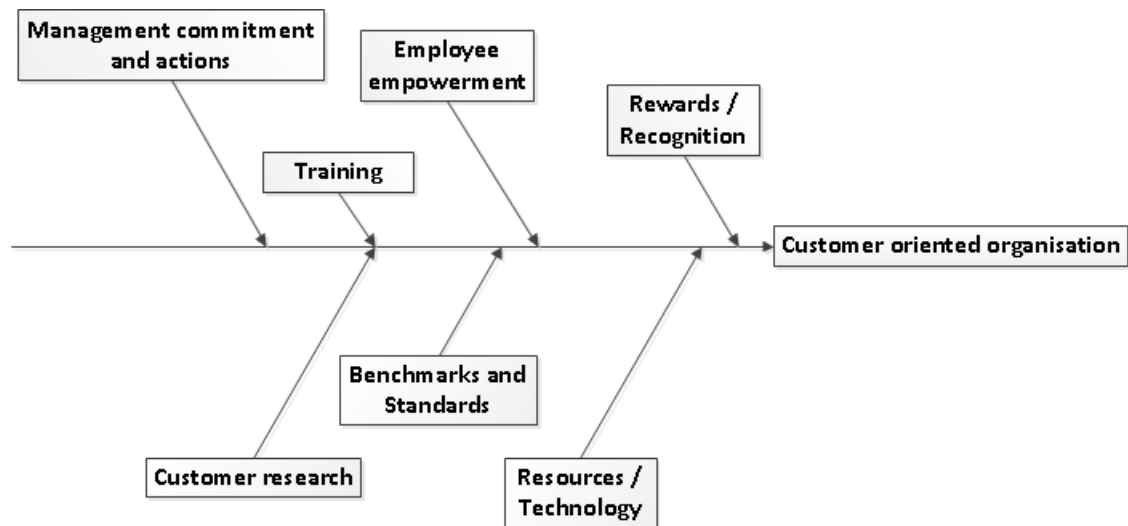 Management commitment
and actions
Employee
empowerment
Rewards /
Recognition
Training
Customer oriented organisation
Benchmarks and
Standards
Customer research
Resources /
Technology